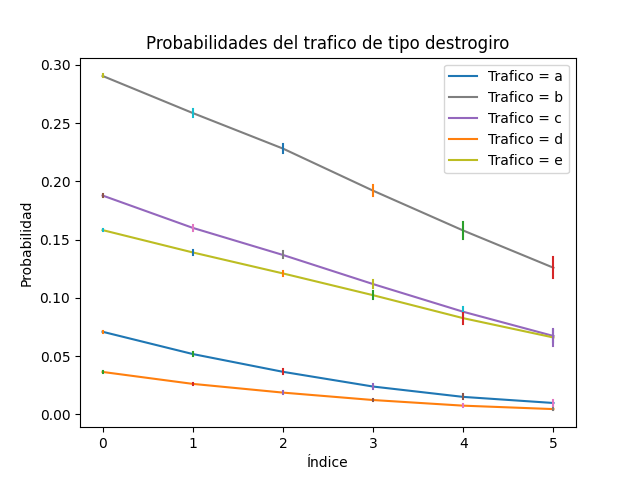 Probabilidades del trafico de tipo destrogiro
0.30
0.25
0.20
0.15
0.10
0.05
0.00
Probabilidad
0 1 2 3 4 5
Índice
Trafico = a
Trafico = b
Trafico = c
Trafico = d
Trafico = e